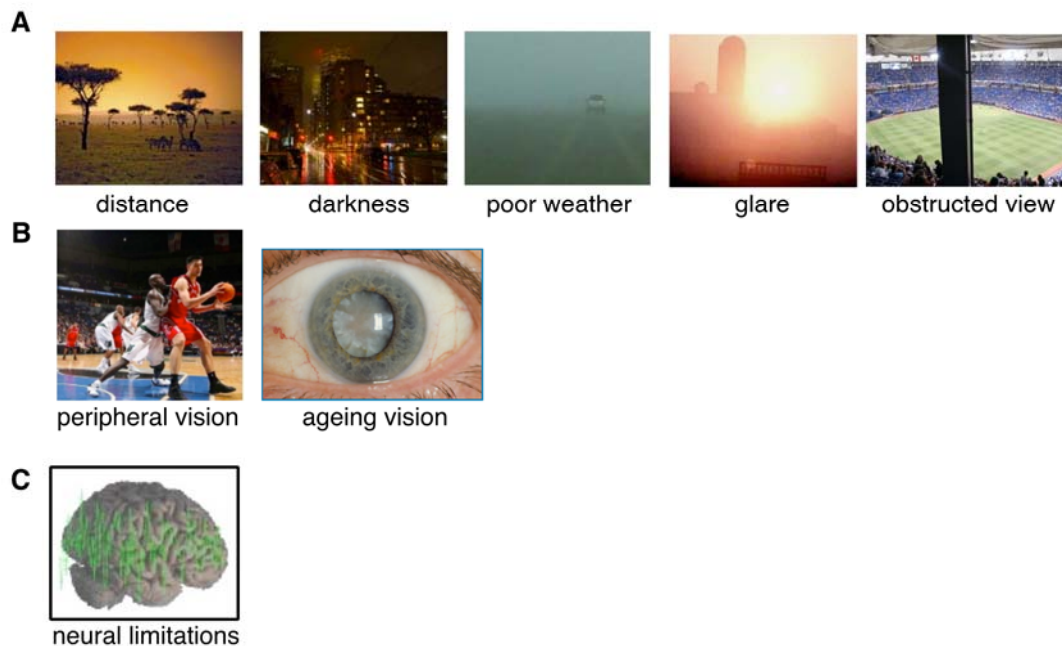 A
distance darkness poor weather glare obstructed view
B
peripheral vision ageing vision
C
neural limitations